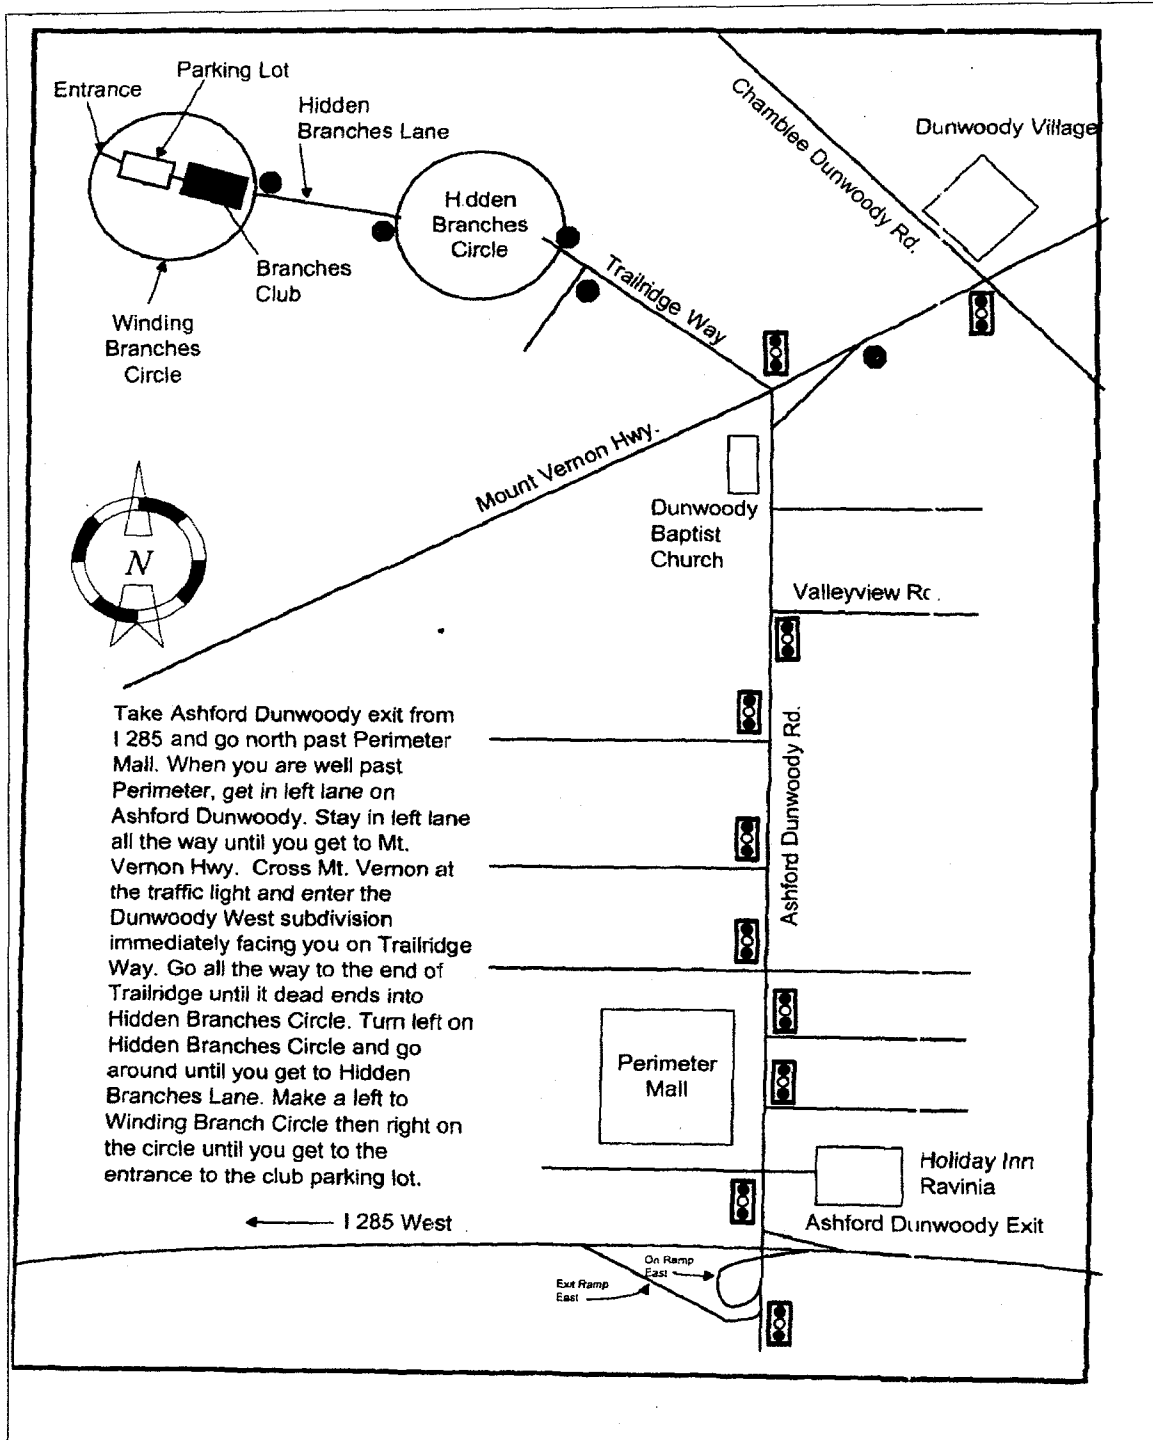 Parking Lot
Entrance
Hidden
Branches Lane
Chamblee Dunwoody Rd.
Dunwoody Village
H.dden
Branches
Circle
Branches
Club
Trailridge Way
Winding
Branches
Circle
Mount Vernon Hwy.
Dunwoody
Baptist
Church
N
Valleyview Rd.
Ashford Dunwoody Rd.
Take Ashford Dunwoody exit from
I 285 and go north past Perimeter
Mall. When you are well past
Perimeter, get in left lane on
Ashford Dunwoody. Stay in left lane
all the way until you get to Mt.
Vernon Hwy. Cross Mt. Vernon at
the traffic light and enter the
Dunwoody West subdivision
immediately facing you on Trailridge
Way. Go all the way to the end of
Trailridge until it dead ends into
Hidden Branches Circle. Turn left on
Hidden Branches Circle and go
around until you get to Hidden
Branches Lane. Make a left to
Winding Branch Circle then right on
the circle until you get to the
entrance to the club parking lot.
Perimeter
Mall
Holiday Inn
Ravinia
I 285 West
Ashford Dunwoody Exit
On Ramp
East
Exit Ramp
East